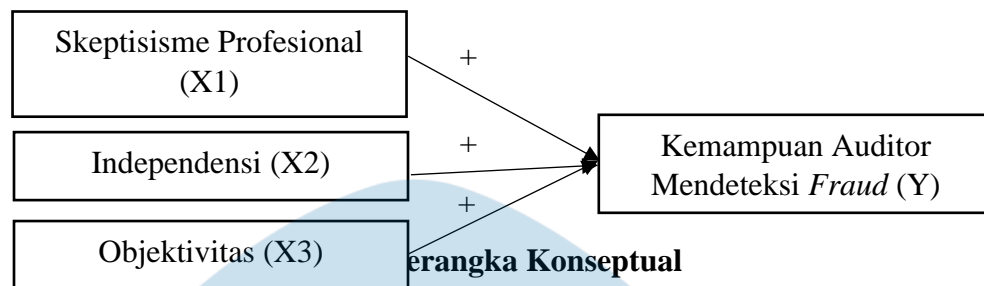 Skeptisisme Profesional
(X1)
+
Independensi (X2)
+
Objektivitas (X3)
+
Kemampuan Auditor
Mendeteksi Fraud (Y)
erangka Konseptual